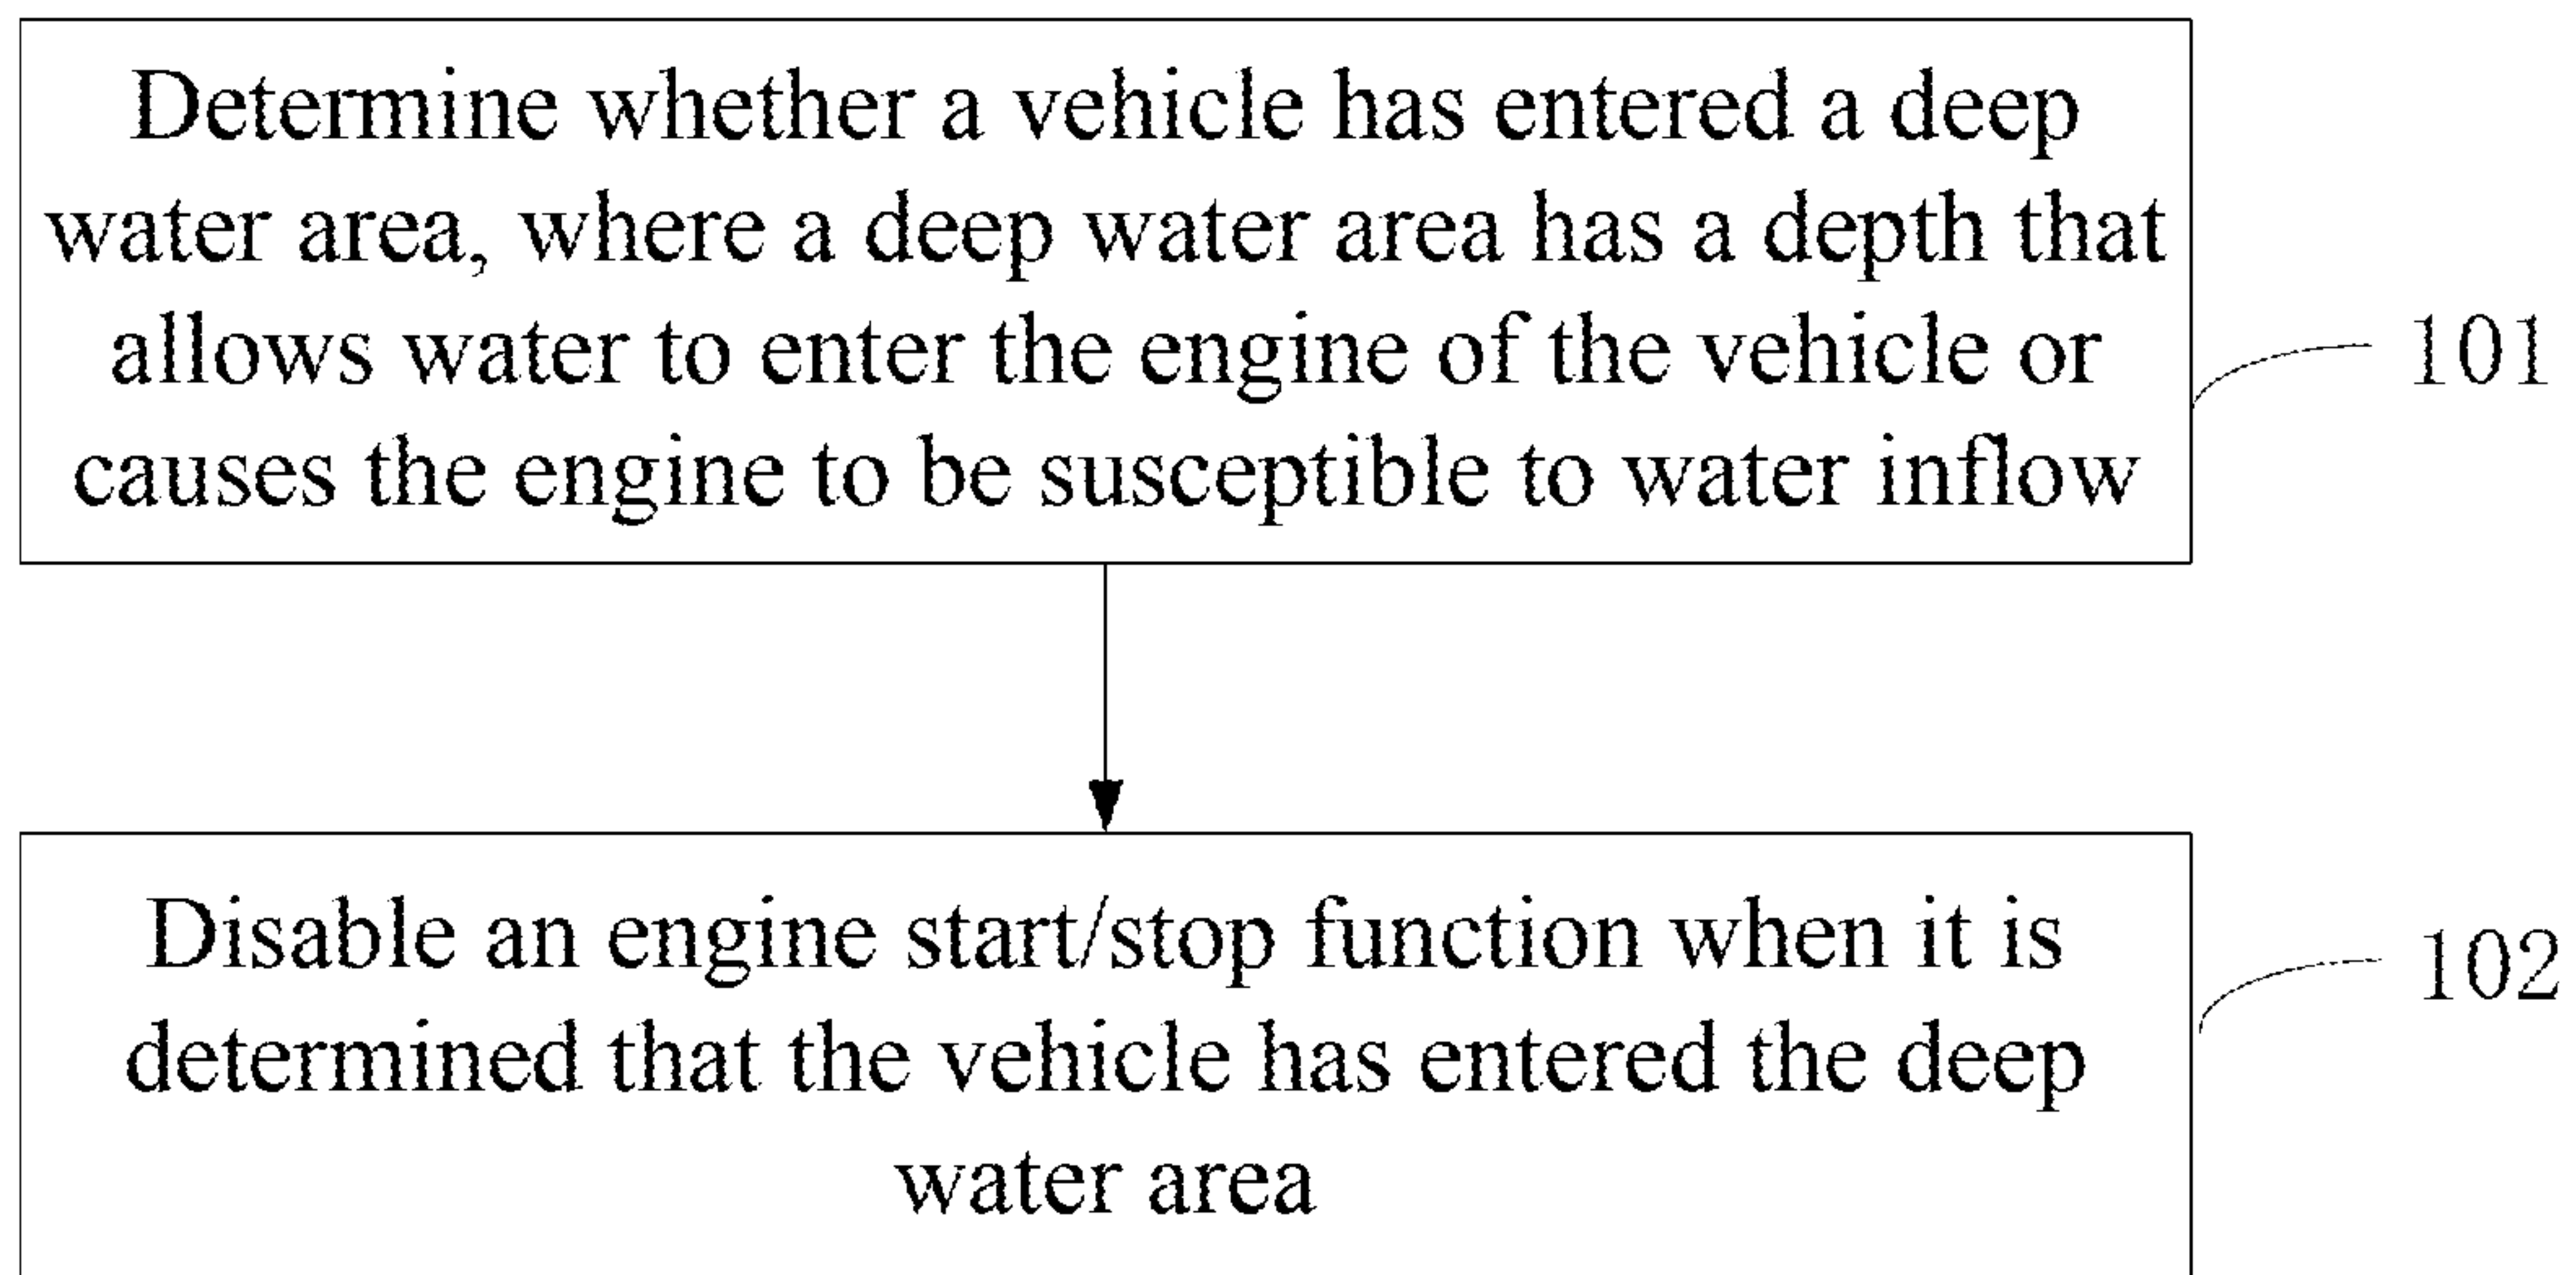 Determine whether a vehicle has entered a deep
water area, where a deep water area has a depth that
allows water to enter the engine of the vehicle or
causes the engine to be susceptible to water inflow
101
Disable an engine start/stop function when it is
determined that the vehicle has entered the deep
water area
102